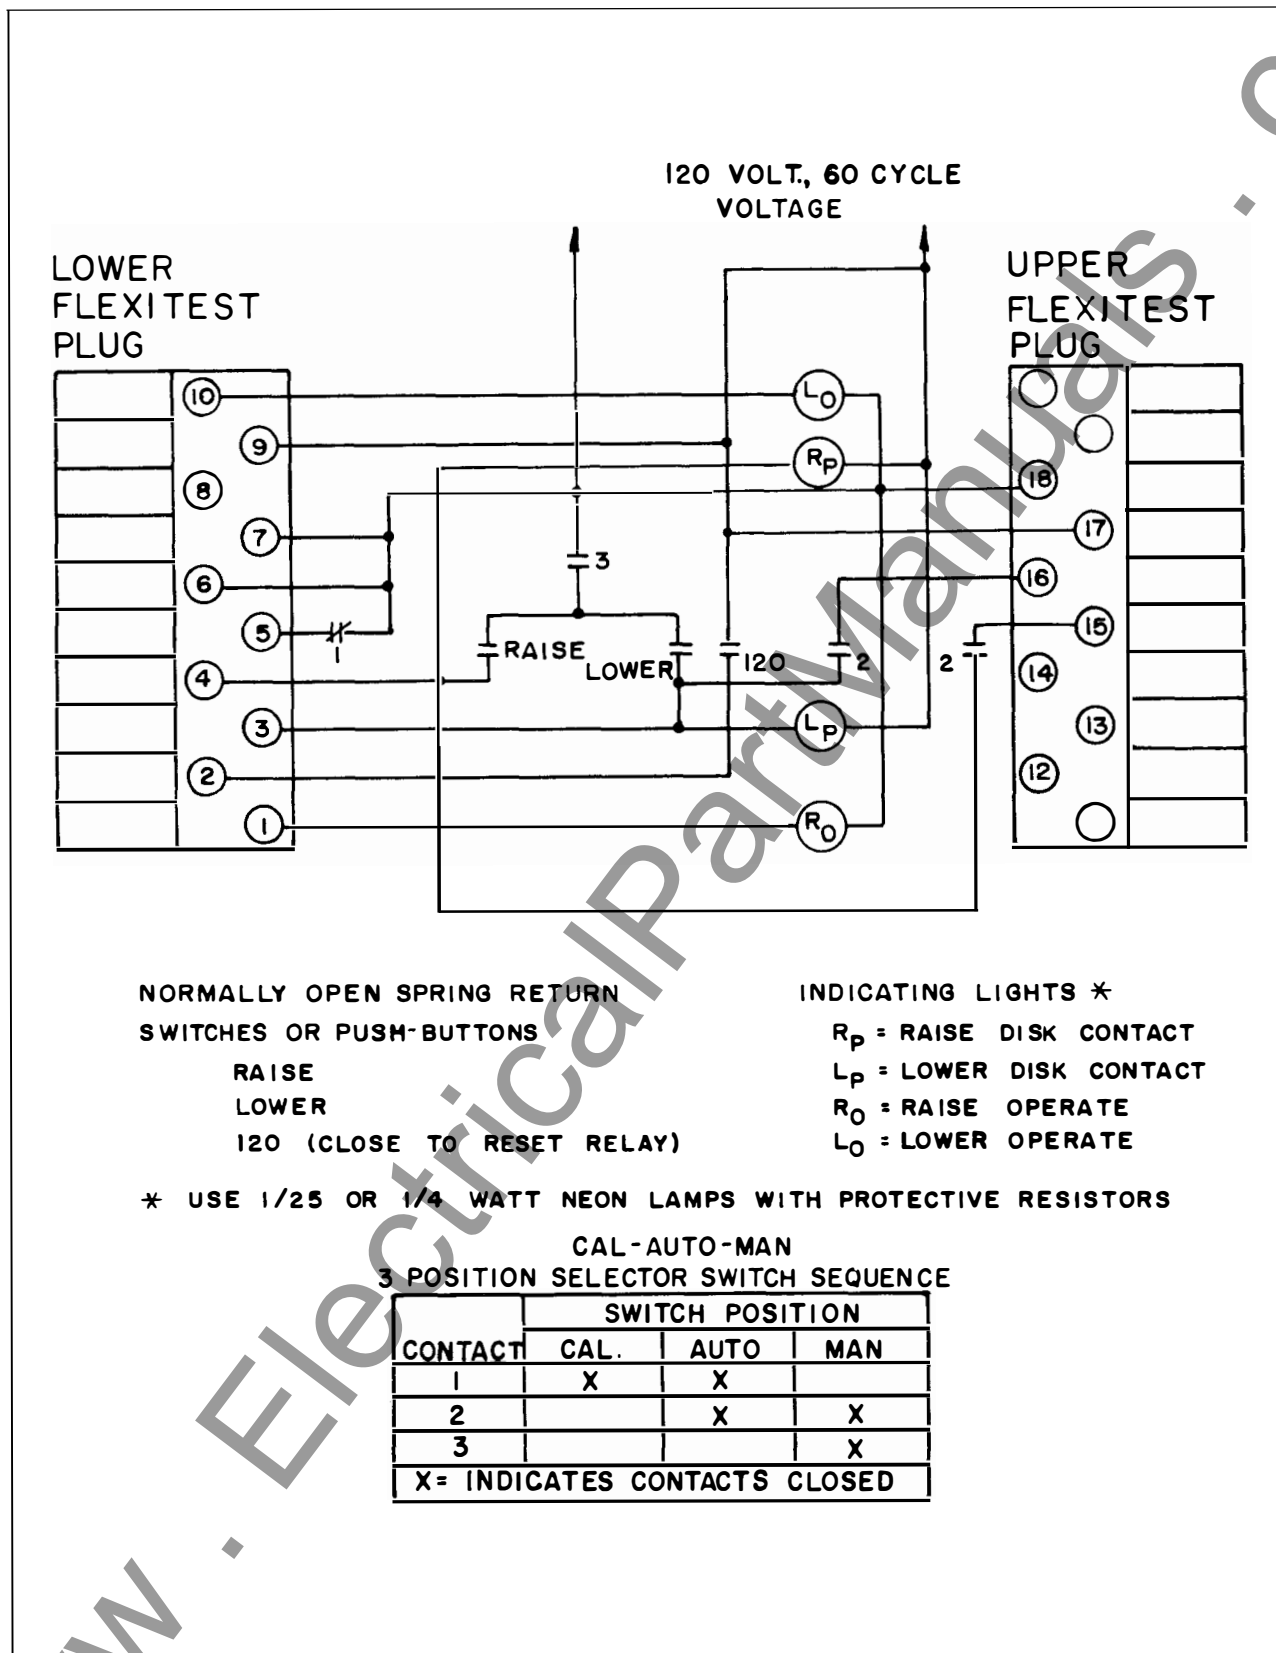 120 VOLT., 60 CYCLE
VOLTAGE
LOWER
FLEXITEST
PLUG
UPPER
FLEXITEST
PLUG
10
9
8
7
6
5
4
3
2
1
LO
RP
LP
RO
3
1
RAISE
LOWER
120
2
2
18
17
16
15
14
13
12
NORMALLY OPEN SPRING RETURN
SWITCHES OR PUSH-BUTTONS
RAISE
LOWER
120 (CLOSE TO RESET RELAY)
INDICATING LIGHTS *
RP = RAISE DISK CONTACT
LP = LOWER DISK CONTACT
RO = RAISE OPERATE
LO = LOWER OPERATE
* USE 1/25 OR 1/4 WATT NEON LAMPS WITH PROTECTIVE RESISTORS
CAL-AUTO-MAN
3 POSITION SELECTOR SWITCH SEQUENCE
SWITCH POSITION
CONTACT CAL. AUTO MAN
1 X X
2 X X
3 X
X= INDICATES CONTACTS CLOSED
w . ElectricalPartManuals . c